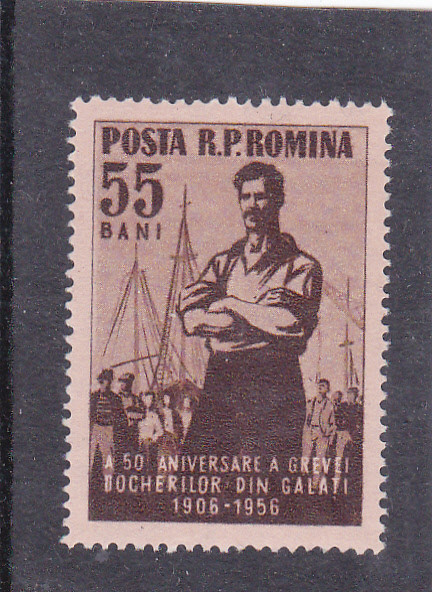 POSTA R.P.ROMINA
55
BANI
A 50 ANIVERSARE A GREVEI
DOCHERILOR DIN GALATI
1906-1956